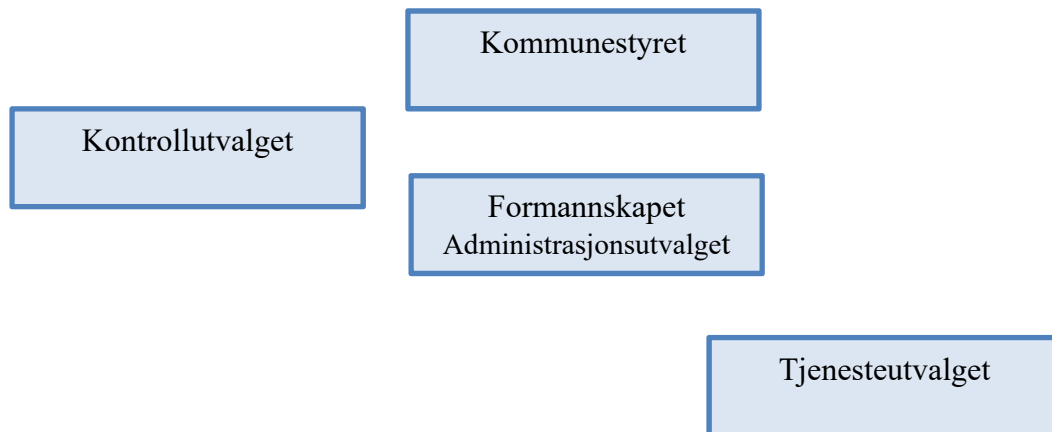 Kommunestyret
Kontrollutvalget
Formannskapet
Administrasjonsutvalget
Tjenesteutvalget